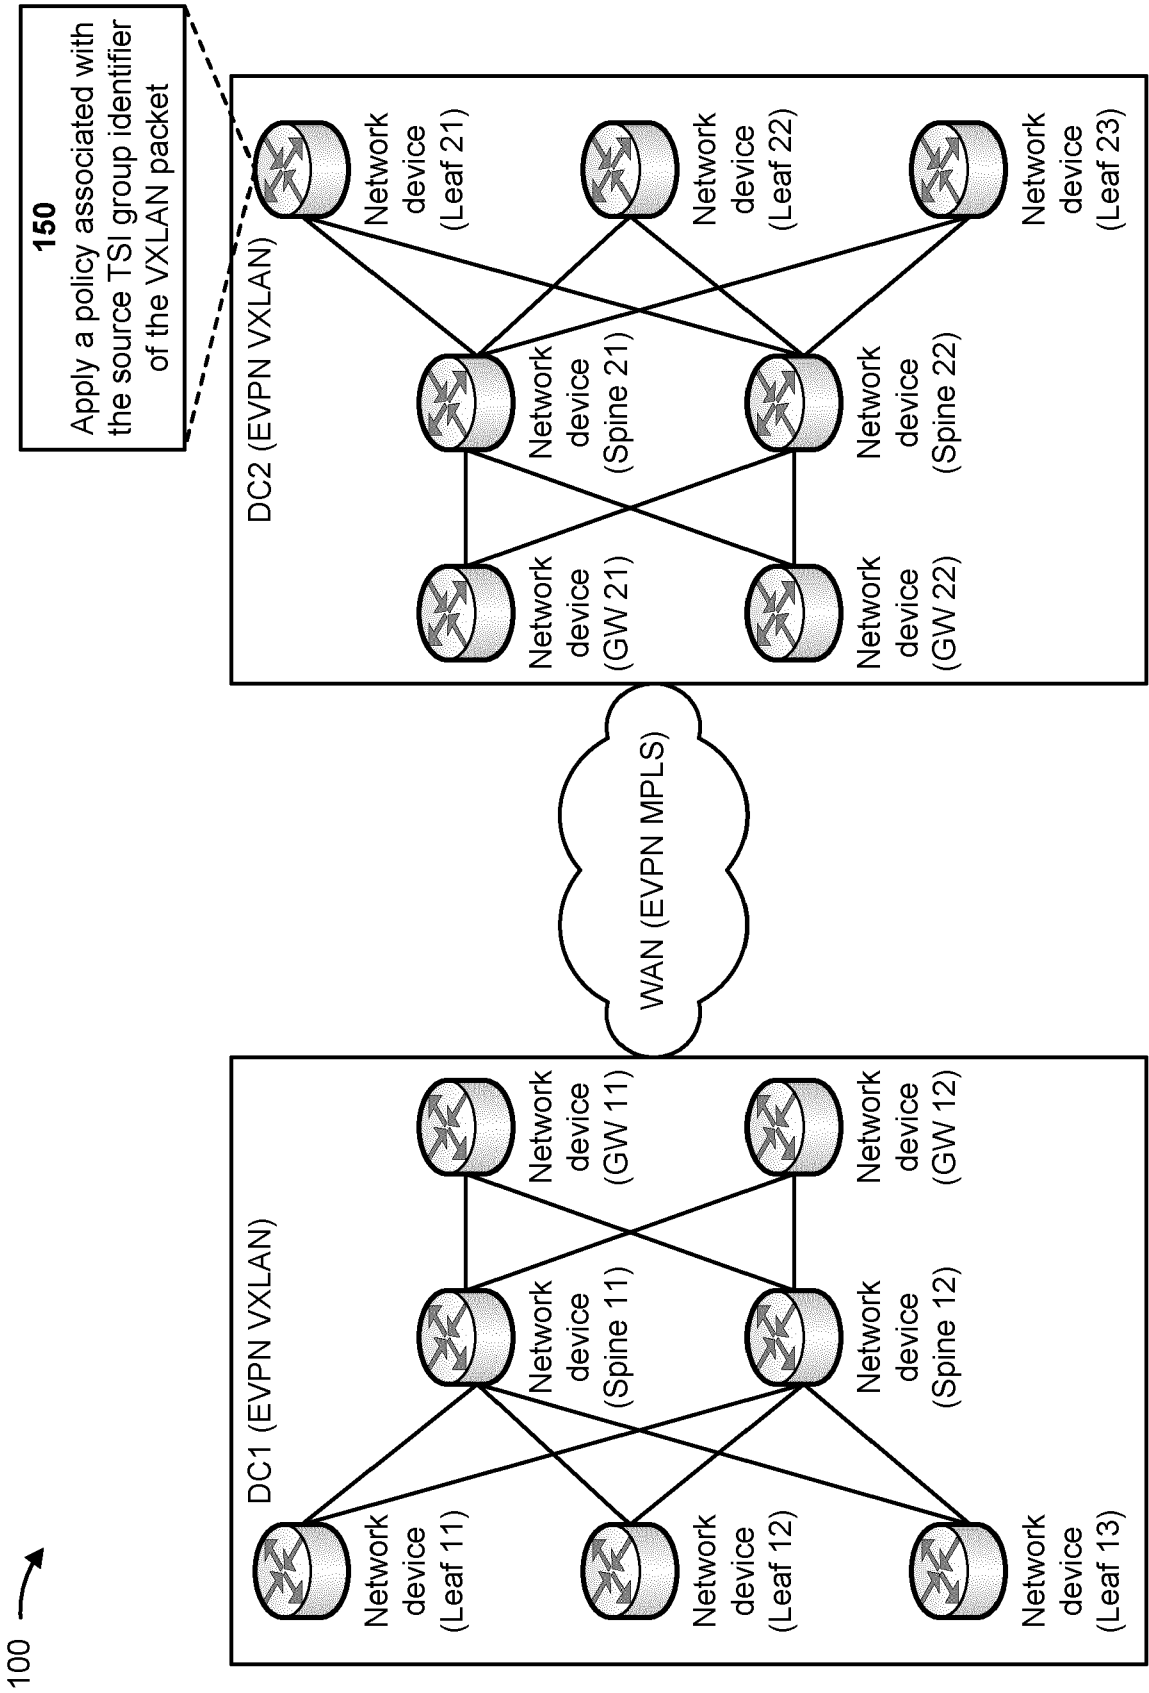 100
150
Apply a policy associated with
the source TSI group identifier
of the VXLAN packet
DC1 (EVPN VXLAN)
Network
device
(Leaf 11)
Network
device
(Leaf 12)
Network
device
(Leaf 13)
Network
device
(Spine 11)
Network
device
(Spine 12)
Network
device
(GW 11)
Network
device
(GW 12)
WAN (EVPN MPLS)
DC2 (EVPN VXLAN)
Network
device
(GW 21)
Network
device
(GW 22)
Network
device
(Spine 21)
Network
device
(Spine 22)
Network
device
(Leaf 21)
Network
device
(Leaf 22)
Network
device
(Leaf 23)